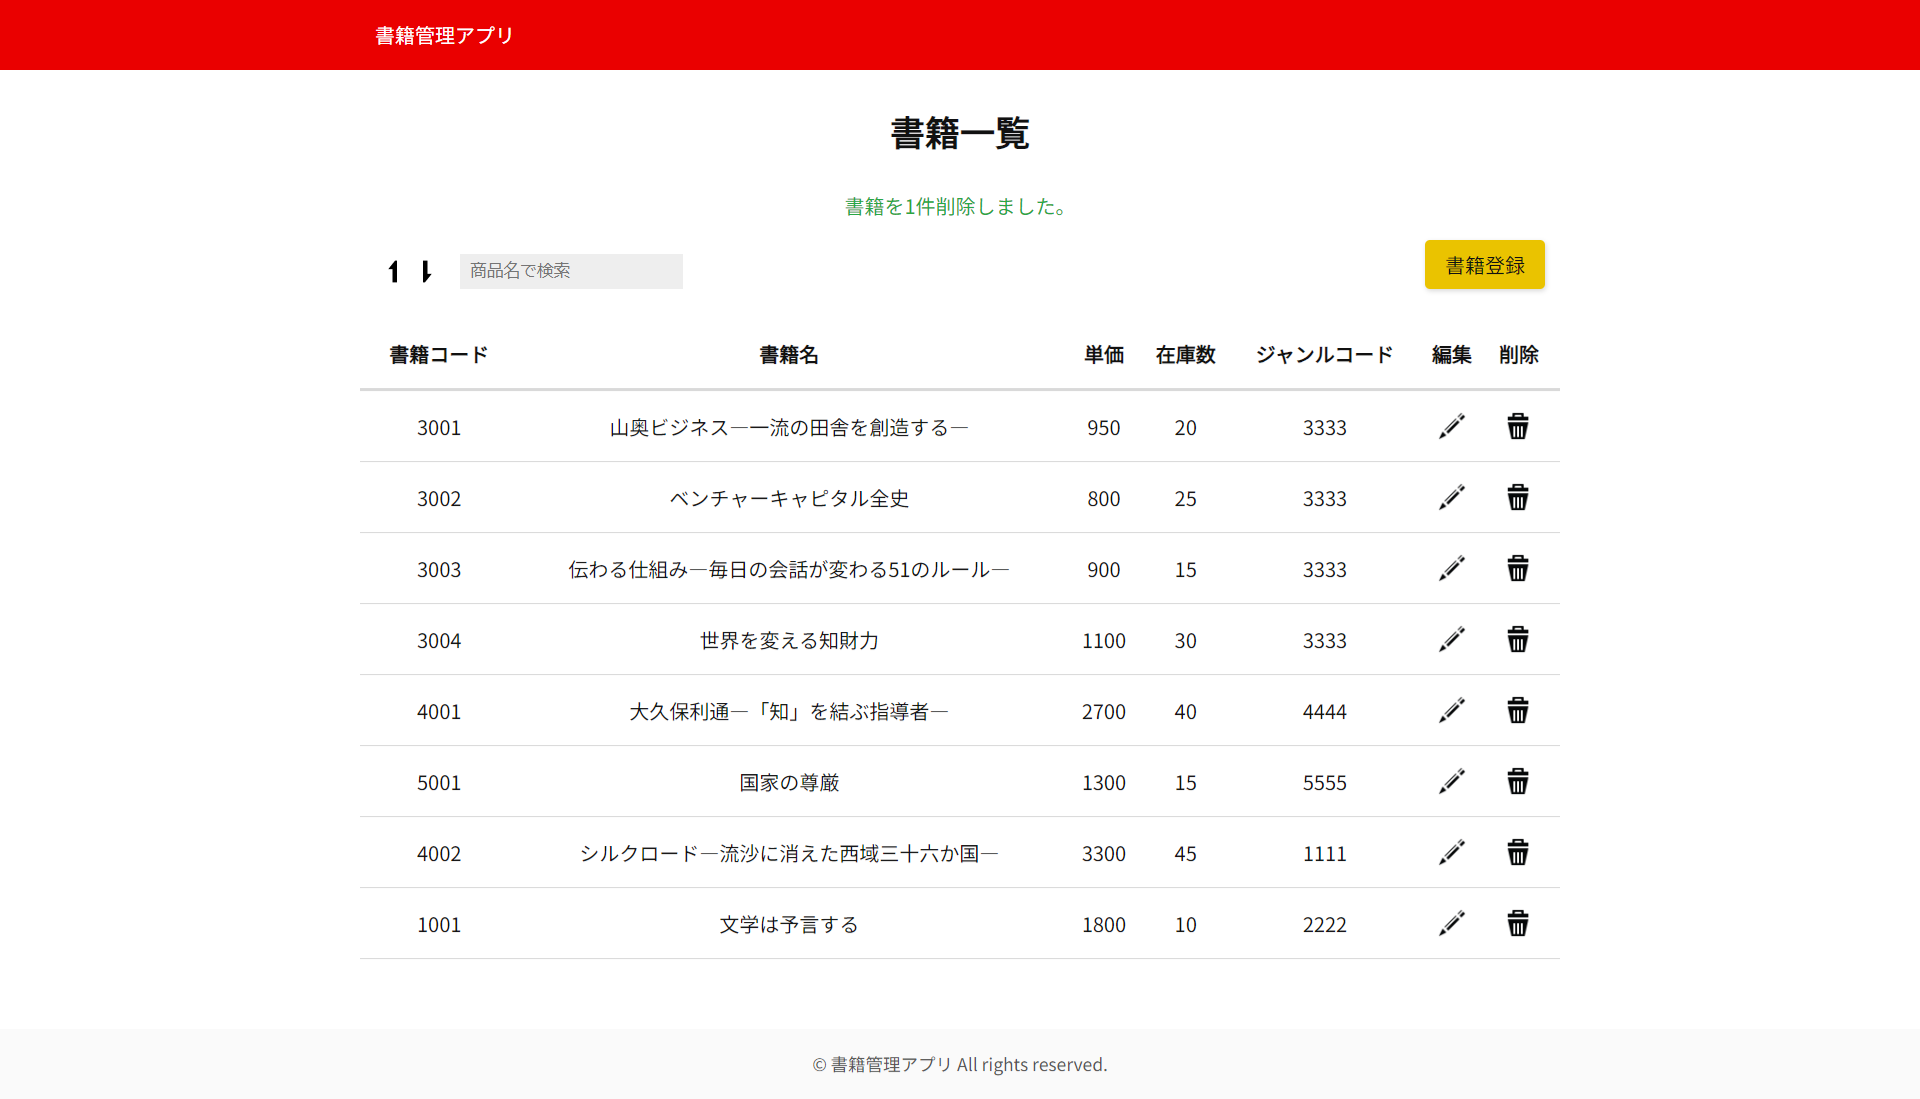 書籍管理アプリ
書籍一覧
書籍を1件削除しました。
商品名で検索
書籍登録
書籍コード 書籍名 単価 在庫数 ジャンルコード 編集 削除
3001 山奥ビジネス―一流の田舎を創造する― 950 20 3333
3002 ベンチャーキャピタル全史 800 25 3333
3003 伝わる仕組み―毎日の会話が変わる51のルール― 900 15 3333
3004 世界を変える知財力 1100 30 3333
4001 大久保利通―「知」を結ぶ指導者― 2700 40 4444
5001 国家の尊厳 1300 15 5555
4002 シルクロード―流沙に消えた西域三十六か国― 3300 45 1111
1001 文学は予言する 1800 10 2222
© 書籍管理アプリ All rights reserved.